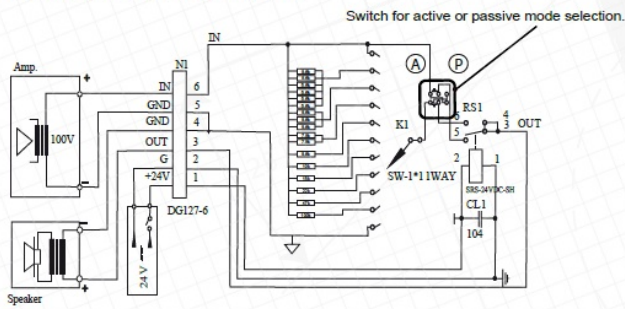 Switch for active or passive mode selection.
IN
N1
Amp.
+
A
P
IN
6
GND
5
100V
GND
4
OUT
3
G
2
+24V
1
DG127-6
K1
SW-1*11WAY
RS1
6
5
4
3
OUT
2
1
SRS-24VDC-SH
CL1
104
24V
Speaker
+